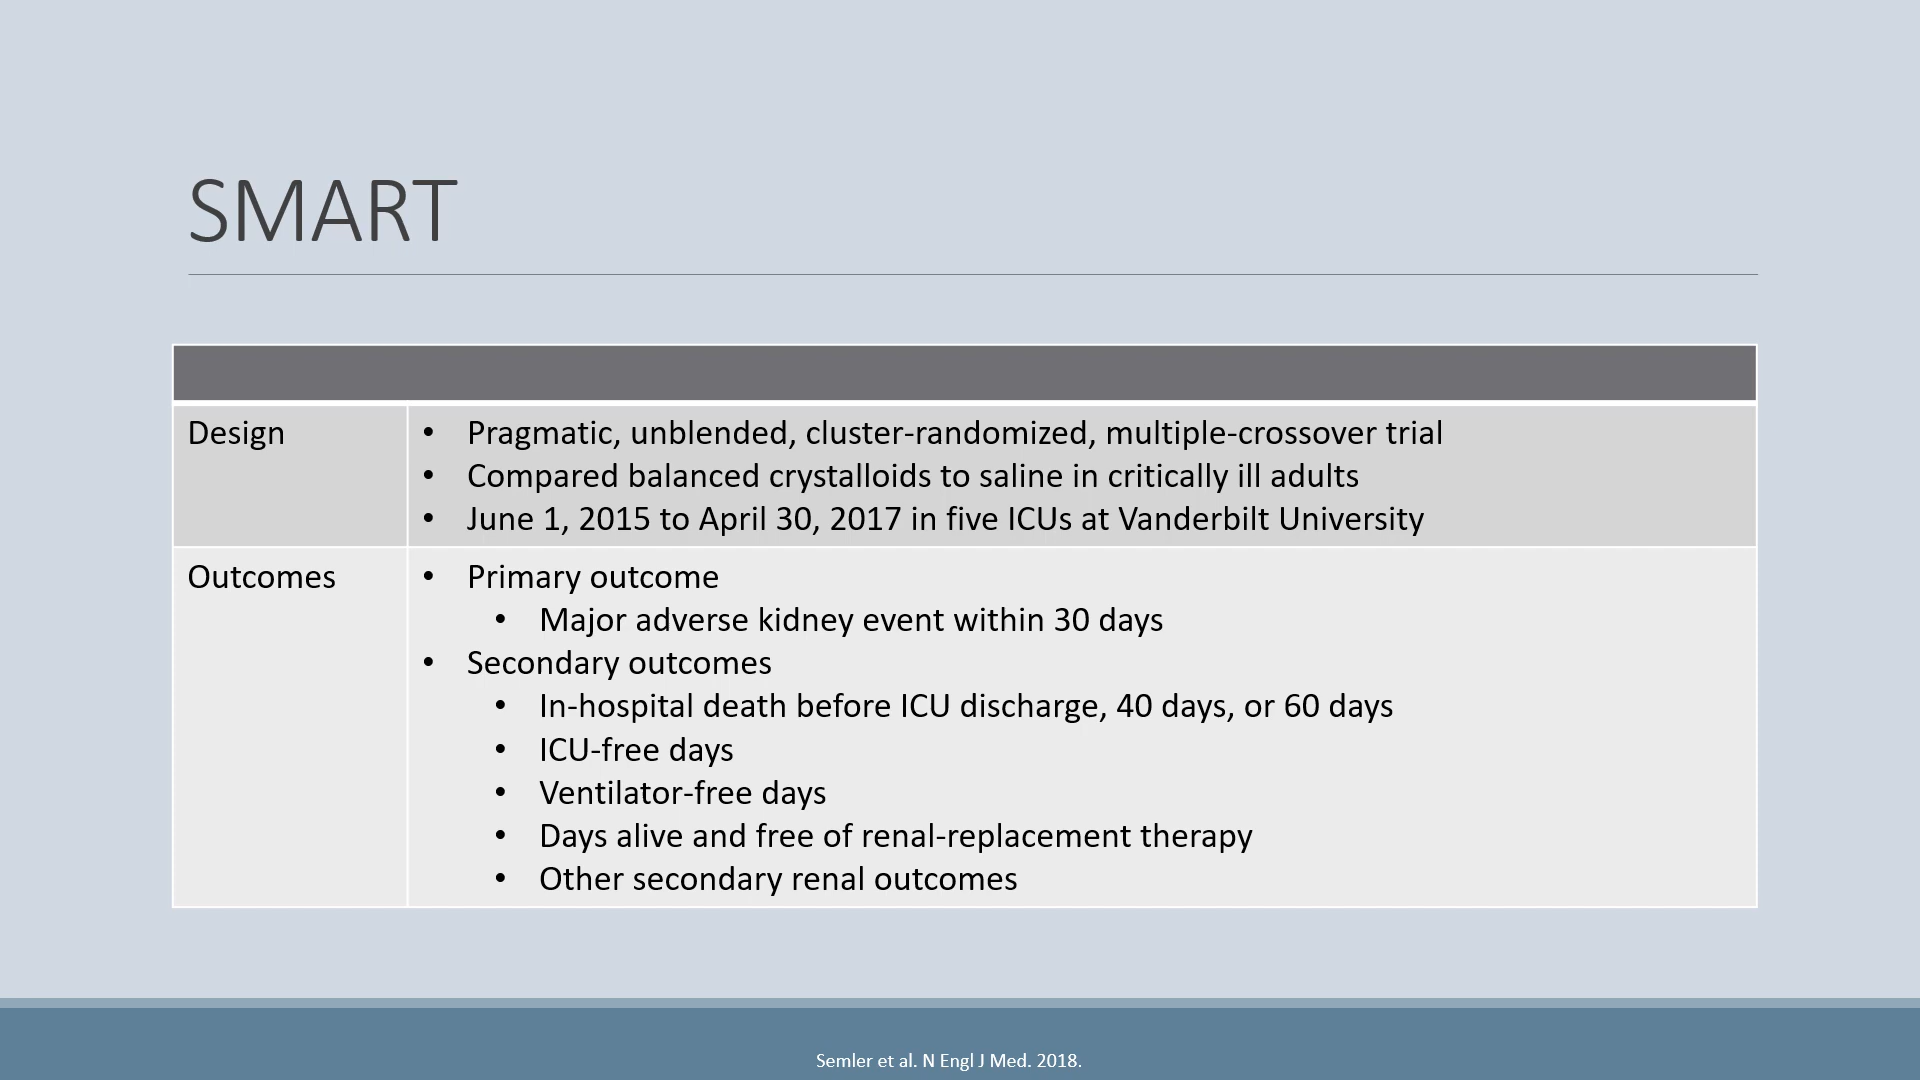 SMART
Design
• Pragmatic, unblended, cluster-randomized, multiple-crossover trial
• Compared balanced crystalloids to saline in critically ill adults
• June 1, 2015 to April 30, 2017 in five ICUs at Vanderbilt University
Outcomes
• Primary outcome
• Major adverse kidney event within 30 days
• Secondary outcomes
• In-hospital death before ICU discharge, 40 days, or 60 days
• ICU-free days
• Ventilator-free days
• Days alive and free of renal-replacement therapy
• Other secondary renal outcomes
Semler et al. N Engl J Med. 2018.